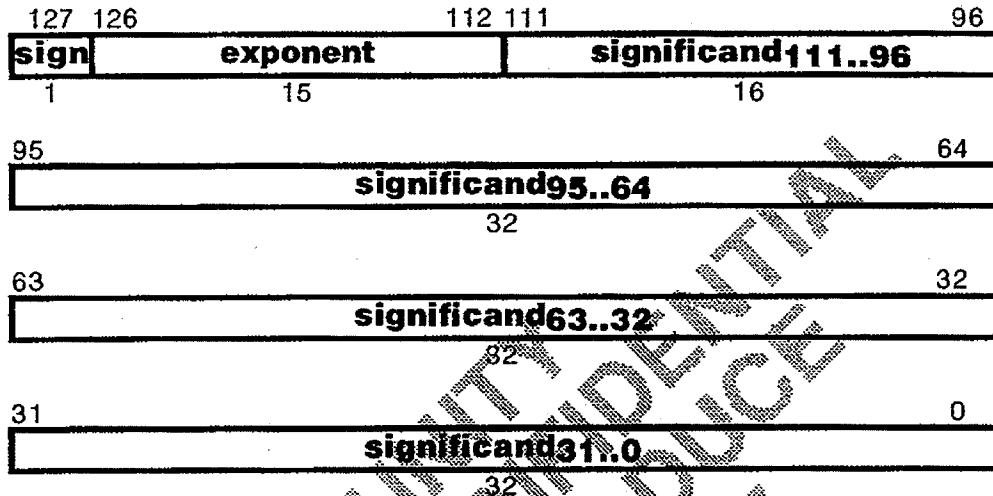 127 126 112 111 96
sign exponent significand111..96
1 15 16
95 64
significand95..64
32
63 32
significand63..32
32
31 0
significand31..0
32
CONFIDENTIAL